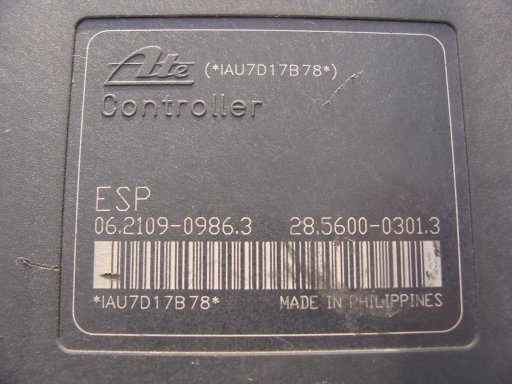 Ate (*IAU7D17B78*)
Controller
ESP
06.2109-0986.3 28.5600-0301.3
*IAU7D17B78* MADE IN PHILIPPINES